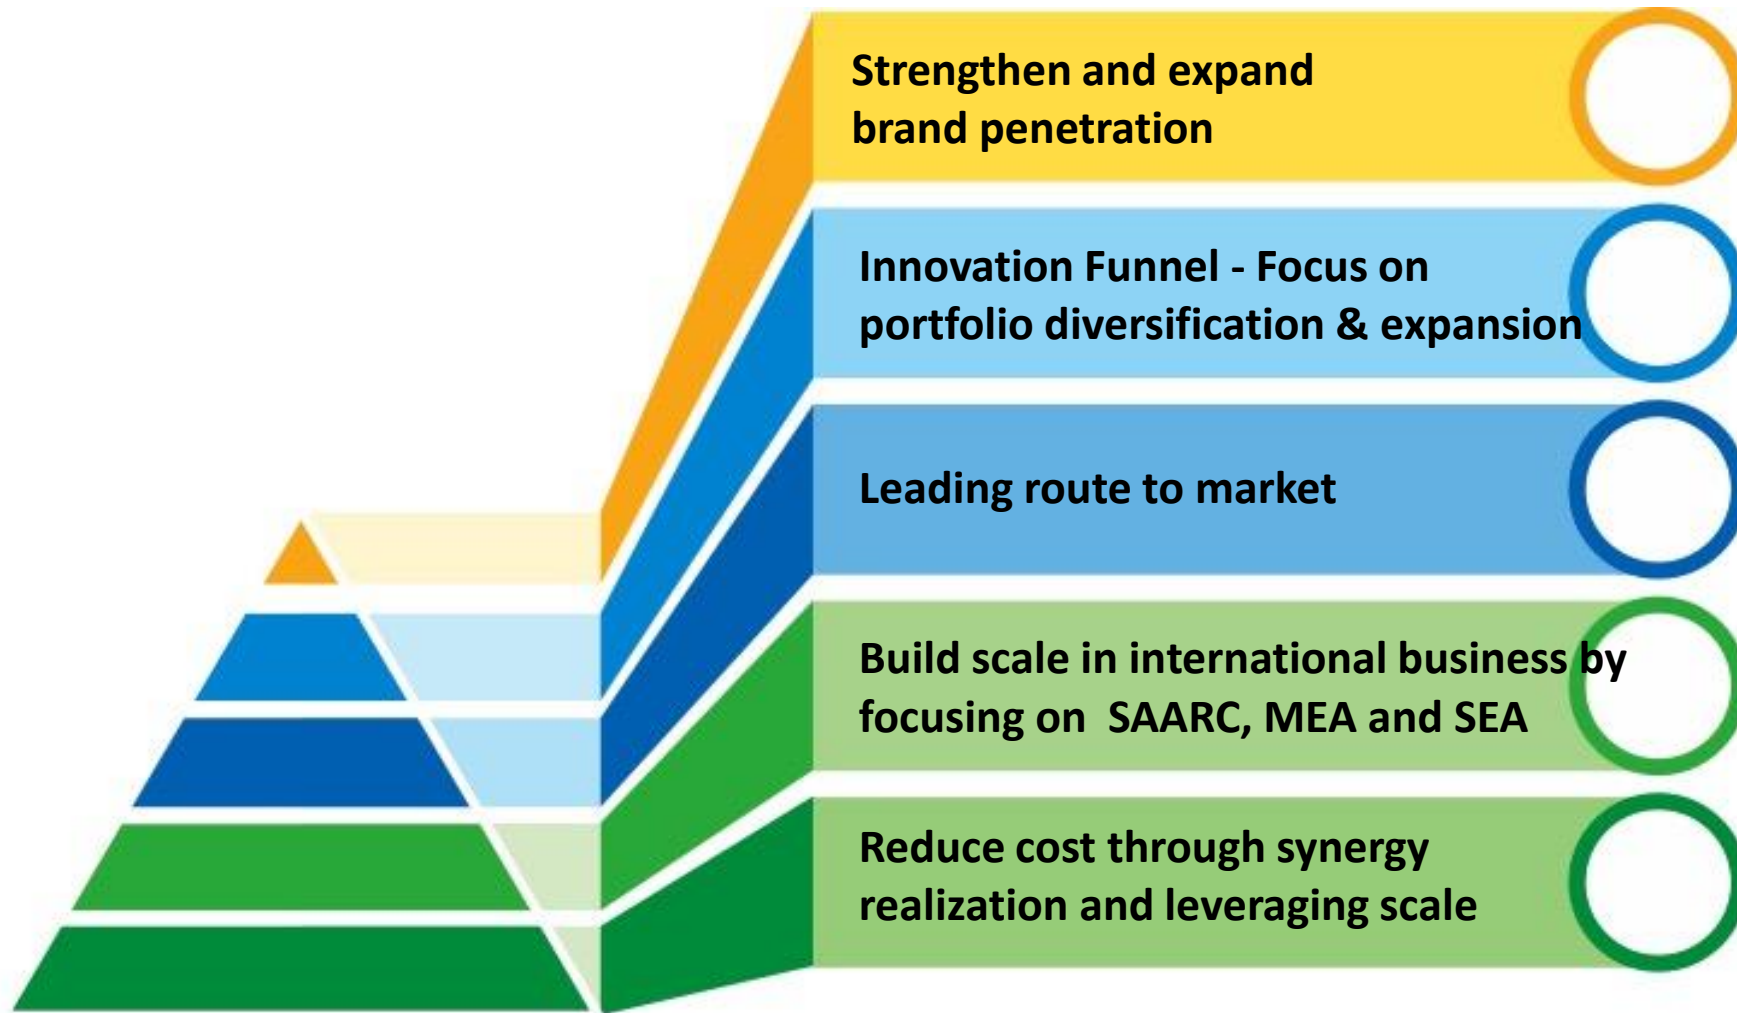 Strengthen and expand
brand penetration
Innovation Funnel - Focus on
portfolio diversification & expansion
Leading route to market
Build scale in international business by
focusing on  SAARC, MEA and SEA
Reduce cost through synergy
realization and leveraging scale